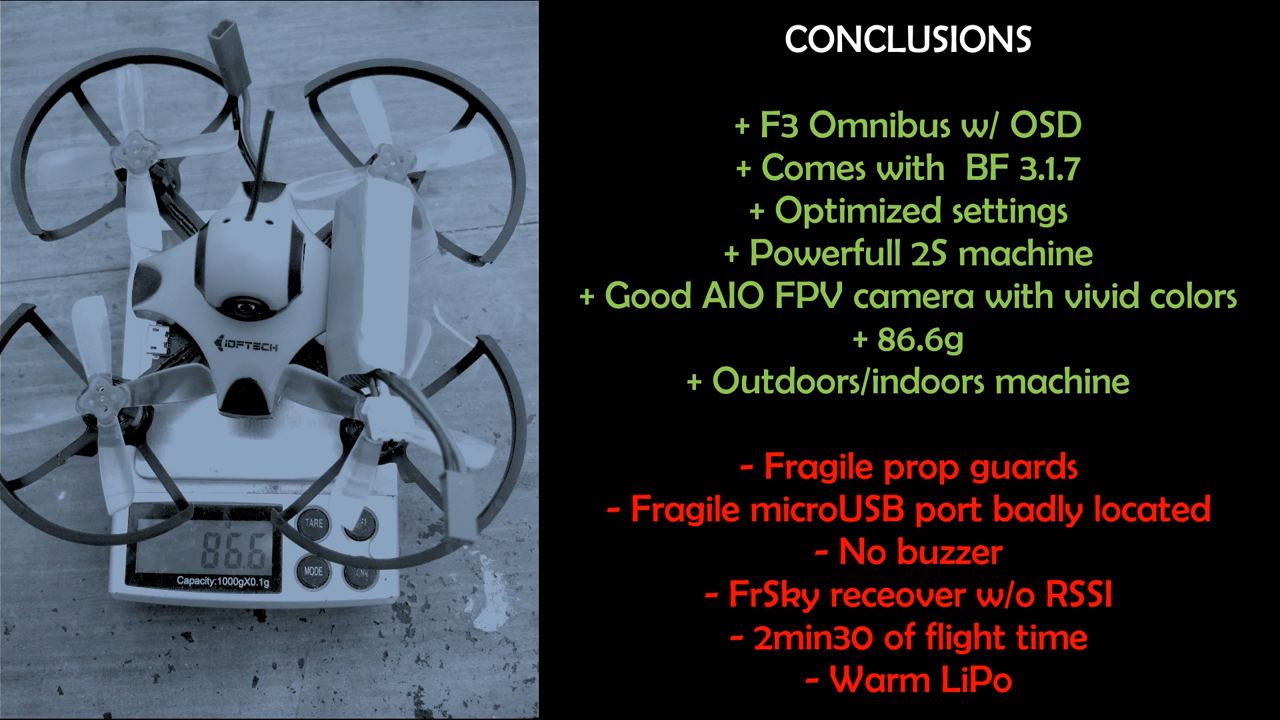 CONCLUSIONS
+ F3 Omnibus w/ OSD
+ Comes with  BF 3.1.7
+ Optimized settings
+ Powerfull 2S machine
+ Good AIO FPV camera with vivid colors
+ 86.6g
+ Outdoors/indoors machine
- Fragile prop guards
- Fragile microUSB port badly located
- No buzzer
- FrSky receover w/o RSSI
- 2min30 of flight time
- Warm LiPo
iDFTECH
86.6
Capacity:1000gX0.1g
TARE
MODE